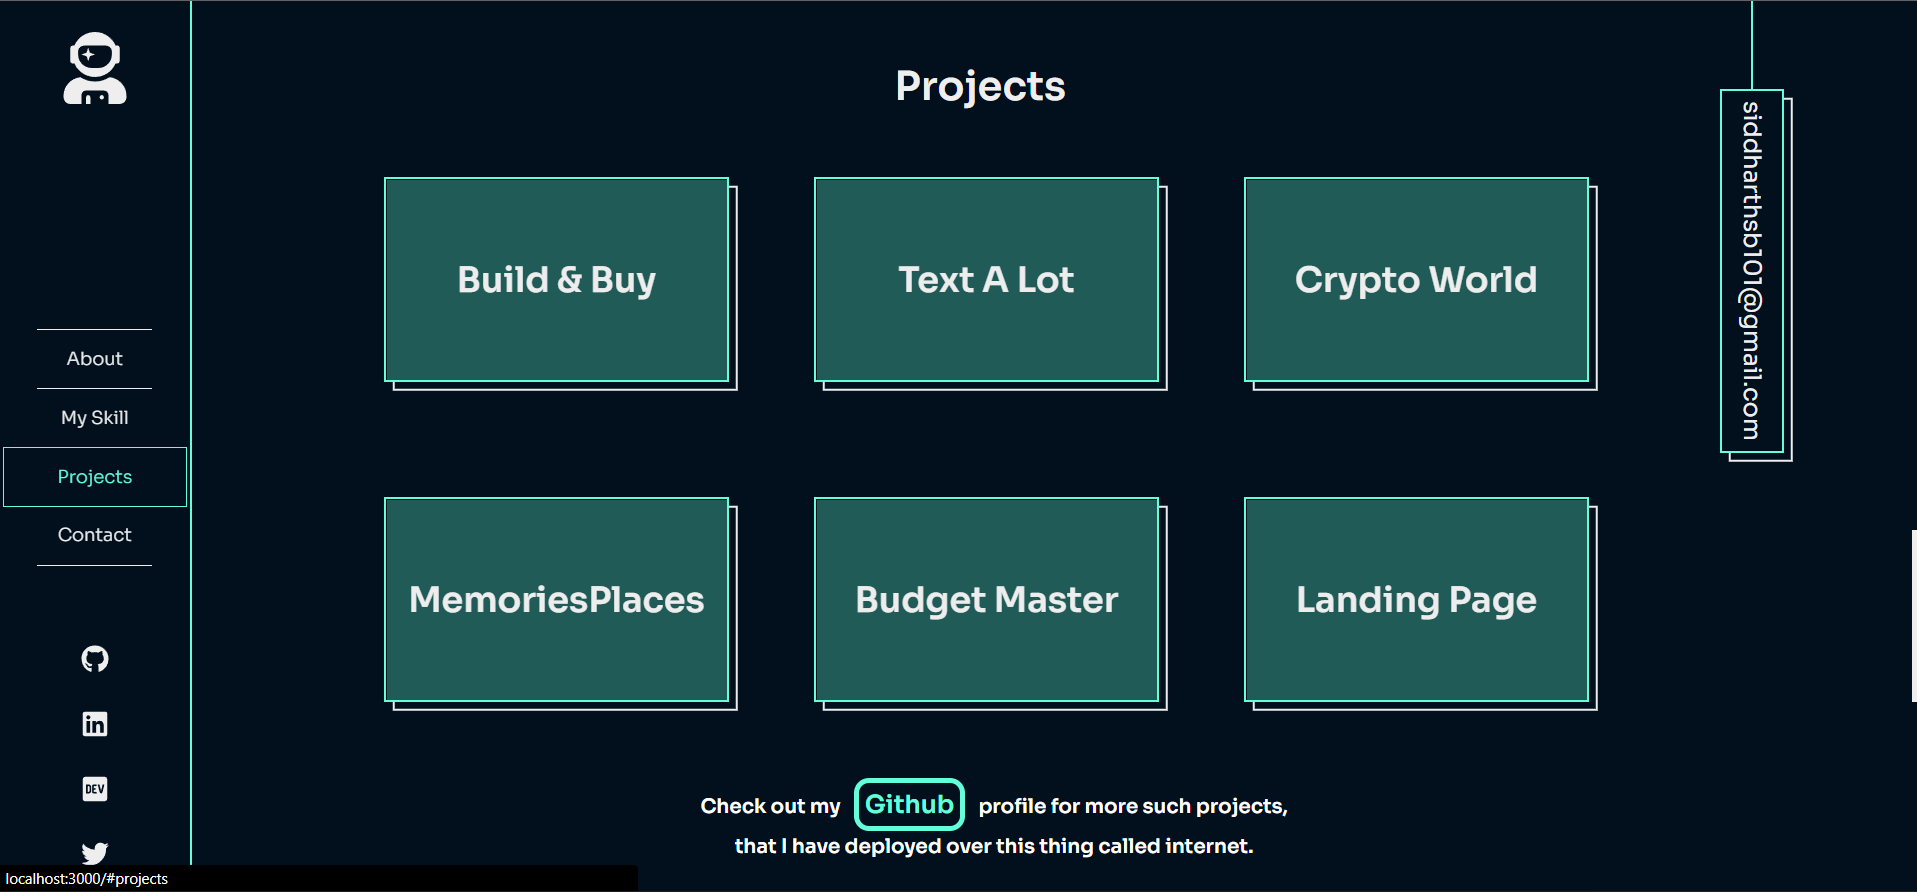 Projects
About
My Skill
Projects
Contact
DEV
Build & Buy
Text A Lot
Crypto World
MemoriesPlaces
Budget Master
Landing Page
Check out my Github profile for more such projects,
that I have deployed over this thing called internet.
siddharthsb101@gmail.com
in
localhost:3000/#projects